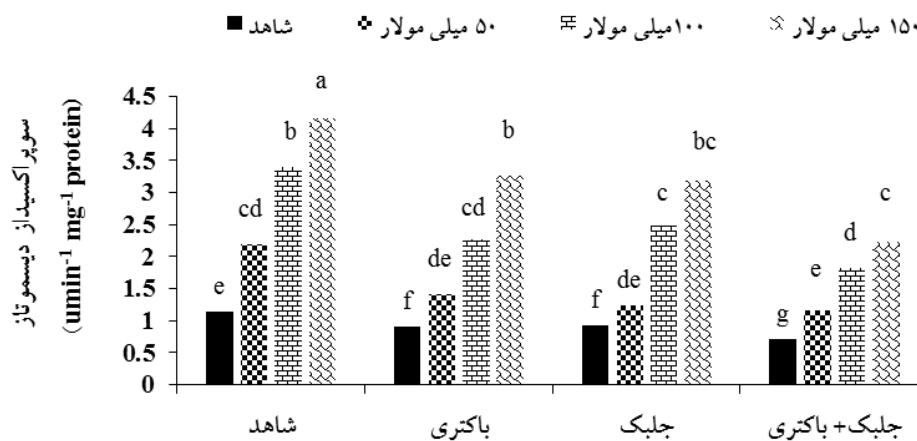 شاهد ۵۰ میلی مولار ۱۰۰میلی مولار ۱۵۰ میلی مولار
سوپراکسیداز دیسموتاز
(umin⁻¹ mg⁻¹ protein)
4.5
4
3.5
3
2.5
2
1.5
1
0.5
0
e cd b a
f de cd b
f de c bc
g e d c
شاهد باکتری جلبک جلبک+ باکتری